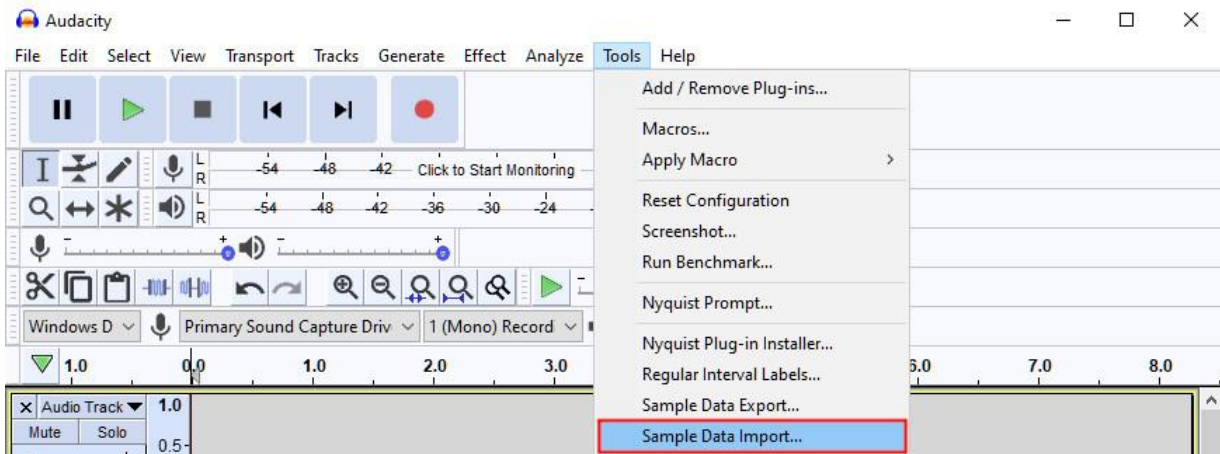 Audacity
File Edit Select View Transport Tracks Generate Effect Analyze Tools Help
Add / Remove Plug-ins...
Macros...
Apply Macro
L
R
-54 -48 -42 Click to Start Monitoring
Reset Configuration
L
R
-54 -48 -42 -36 -30 -24
Screenshot...
Run Benchmark...
Nyquist Prompt...
Windows D Primary Sound Capture Driv 1 (Mono) Record
Nyquist Plug-in Installer...
1.0 0.0 1.0 2.0 3.0 6.0 7.0 8.0
Regular Interval Labels...
Audio Track 1.0
Sample Data Export...
Mute Solo
0.5
Sample Data Import...